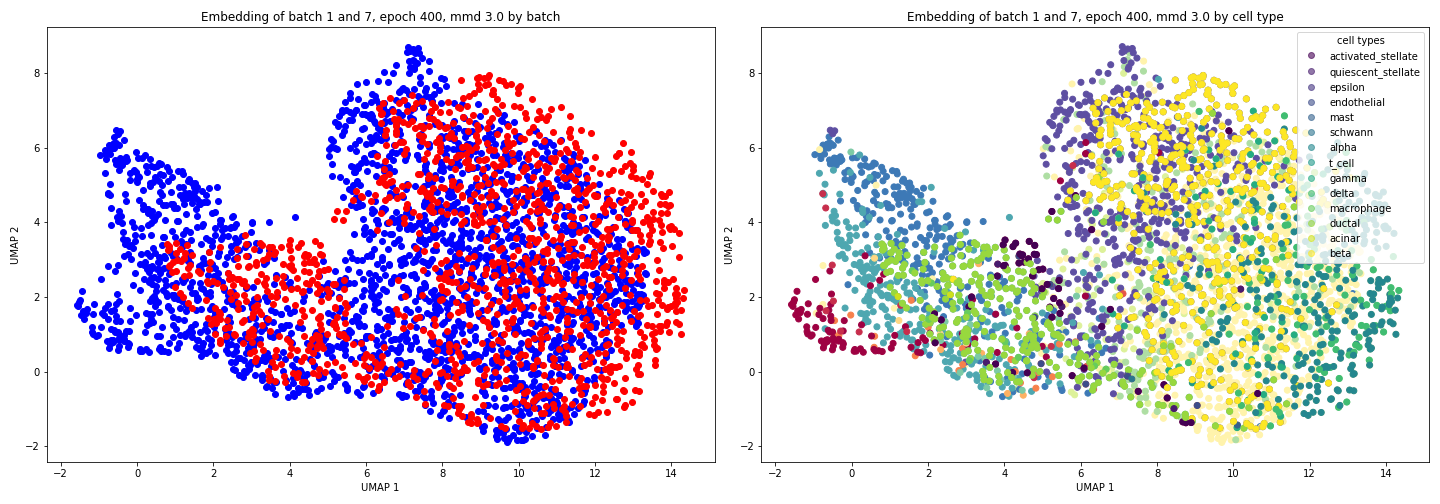 Embedding of batch 1 and 7, epoch 400, mmd 3.0 by batch
8
6
4
2
0
−2
UMAP 2
−2
0
2
4
6
8
10
12
14
UMAP 1
Embedding of batch 1 and 7, epoch 400, mmd 3.0 by cell type
8
6
4
2
0
−2
UMAP 2
−2
0
2
4
6
8
10
12
14
UMAP 1
cell types
activated_stellate
quiescent_stellate
epsilon
endothelial
mast
schwann
alpha
t_cell
gamma
delta
macrophage
ductal
acinar
beta